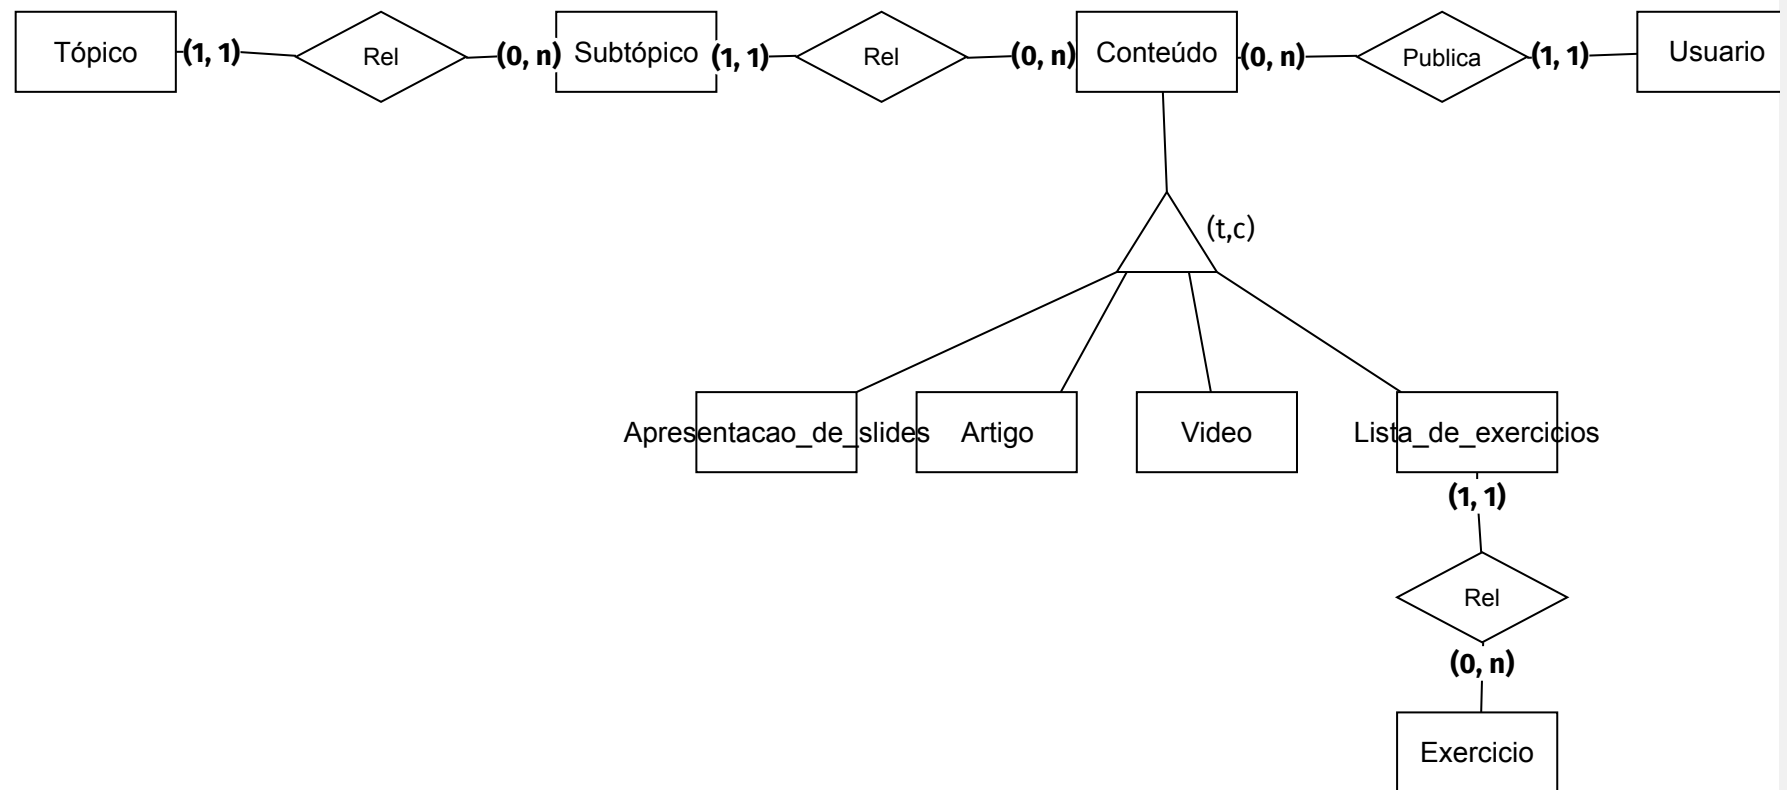 Tópico (1, 1) Rel (0, n) Subtópico (1, 1) Rel (0, n) Conteúdo (0, n) Publica (1, 1) Usuario
(t,c)
Apresentacao_de_slides Artigo Video Lista_de_exercicios
(1, 1)
Rel
(0, n)
Exercicio